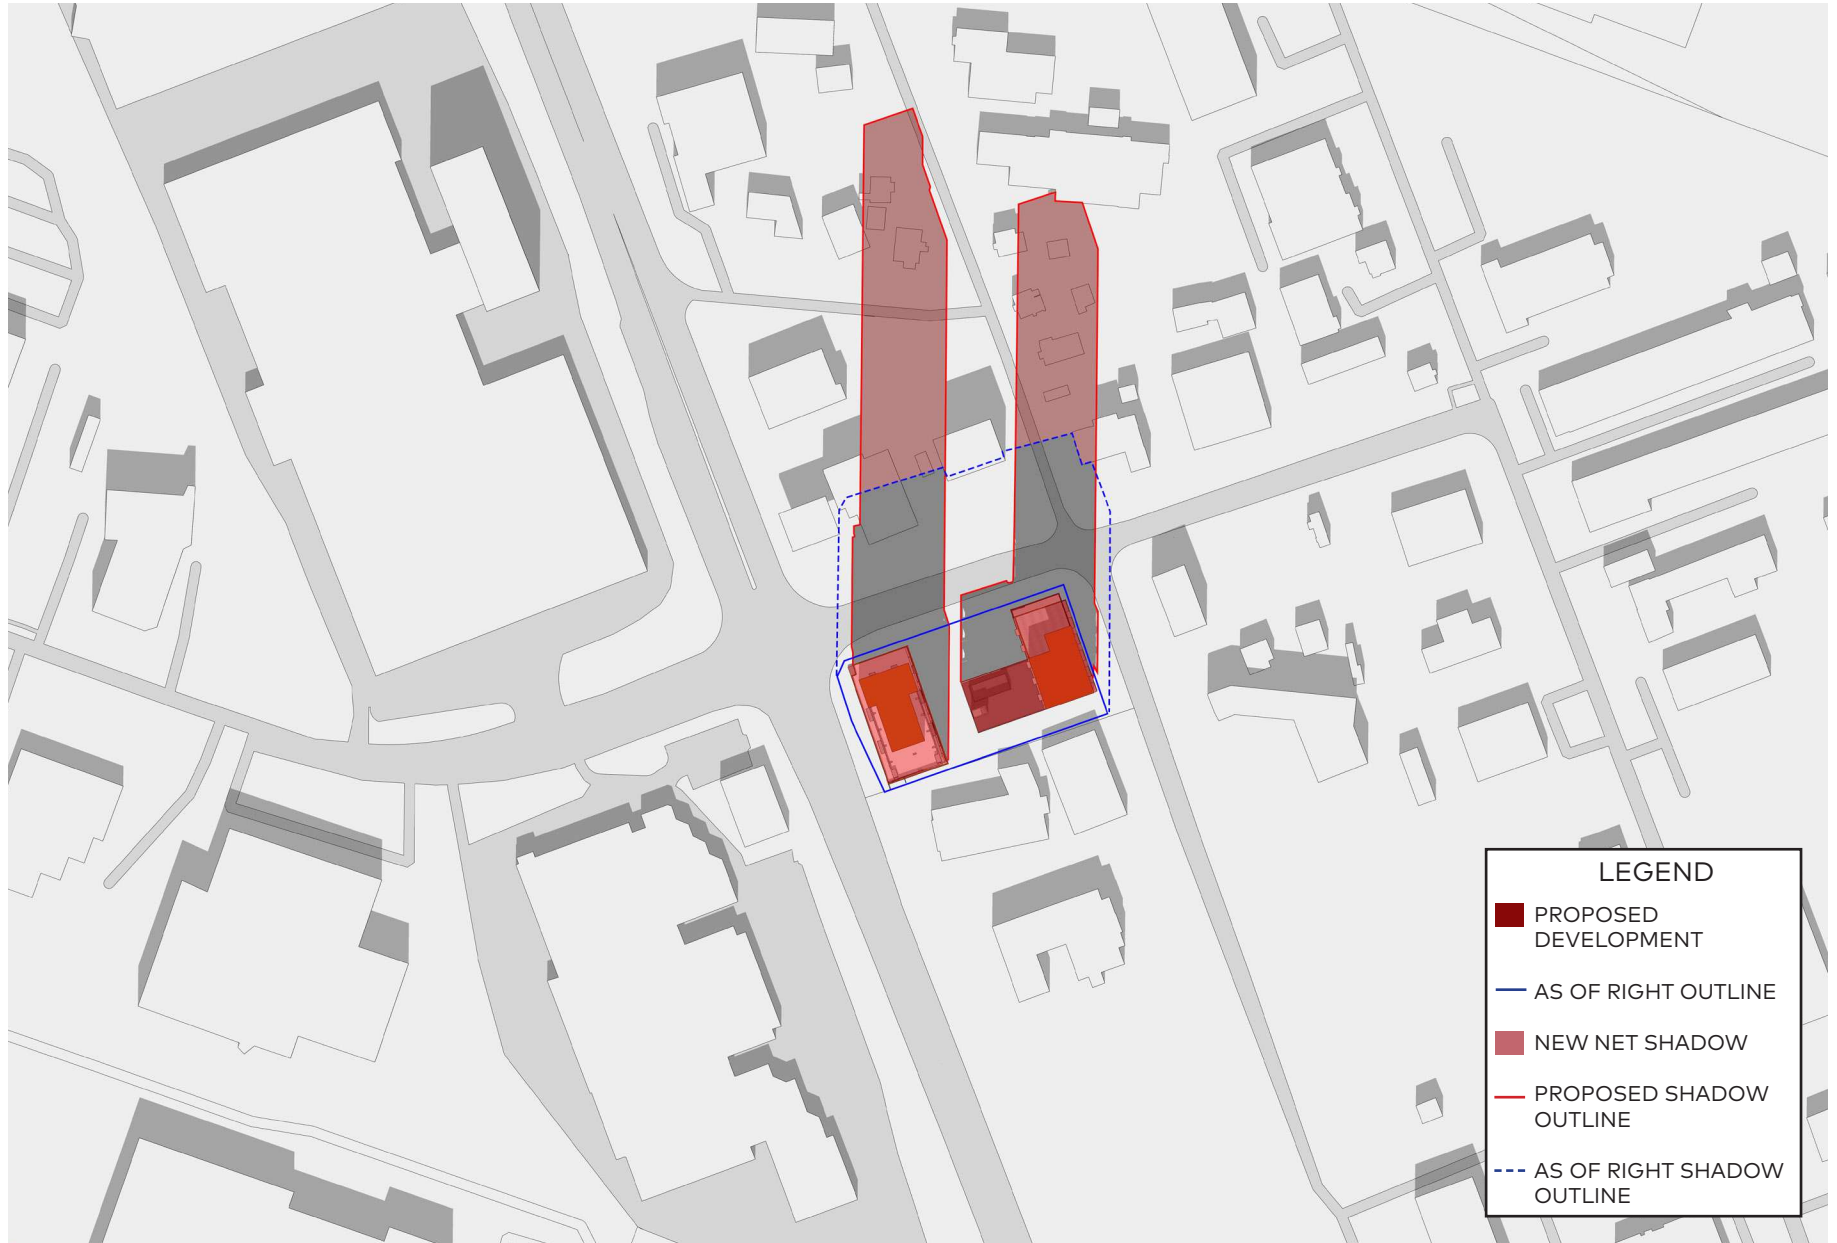 LEGEND
PROPOSED
DEVELOPMENT
AS OF RIGHT OUTLINE
NEW NET SHADOW
PROPOSED SHADOW
OUTLINE
AS OF RIGHT SHADOW
OUTLINE